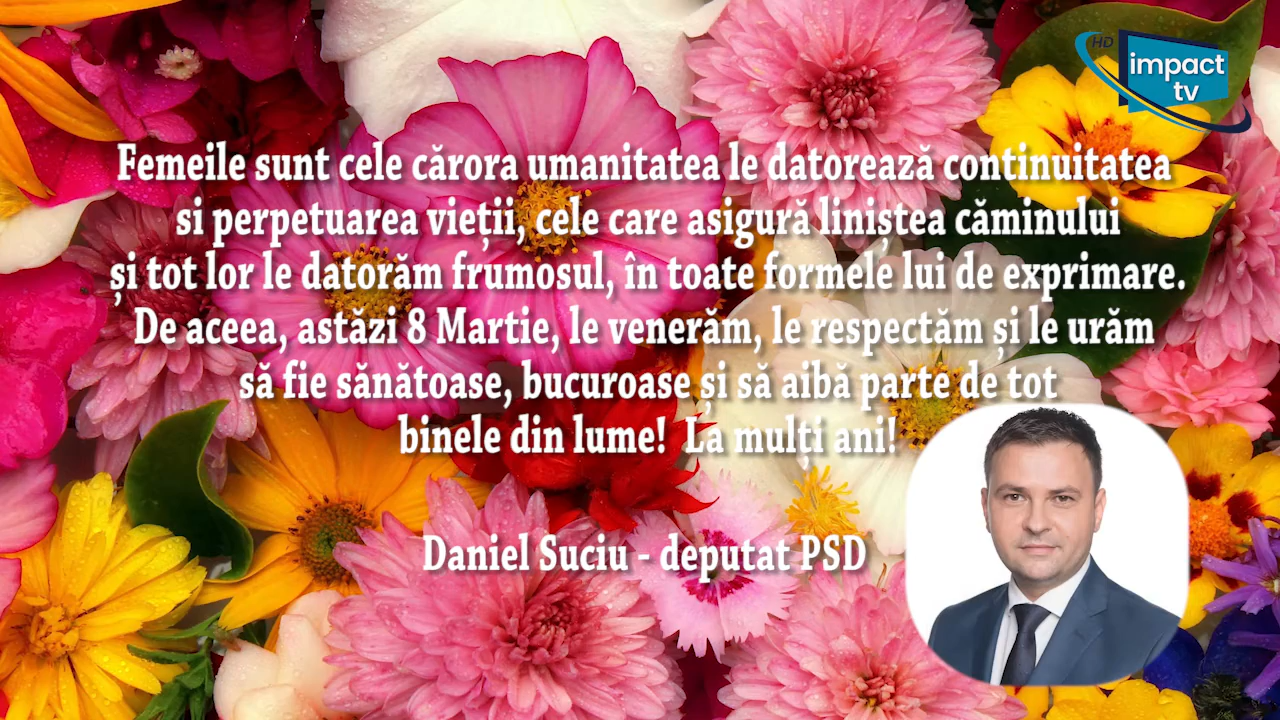 HD
impact
tv
Femeile sunt cele cărora umanitatea le datorează continuitatea
si perpetuarea vieții, cele care asigură liniștea căminului
și tot lor le datorăm frumosul, în toate formele lui de exprimare.
De aceea, astăzi 8 Martie, le venerăm, le respectăm și le urăm
să fie sănătoase, bucuroase și să aibă parte de tot
binele din lume! La mulți ani!
Daniel Suciu - deputat PSD